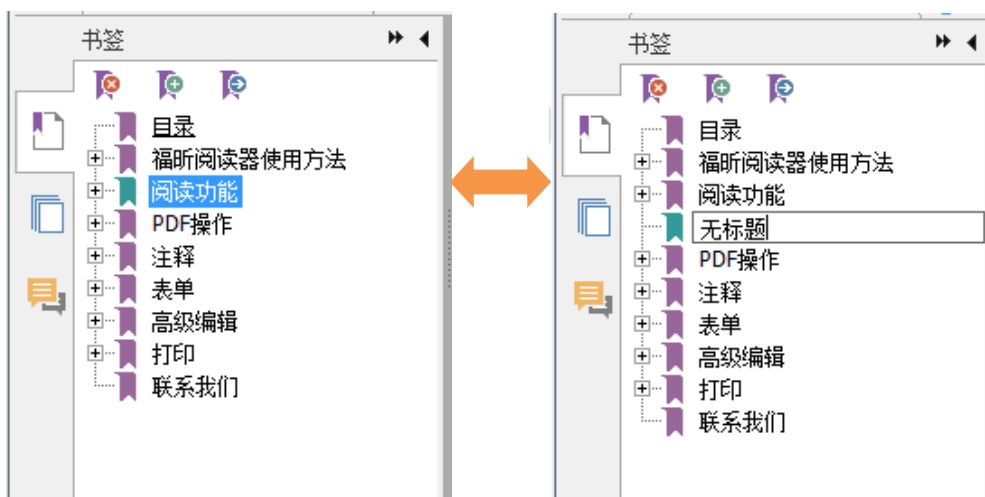 书签
目录
福昕阅读器使用方法
阅读功能
PDF操作
注释
表单
高级编辑
打印
联系我们
书签
目录
福昕阅读器使用方法
阅读功能
无标题
PDF操作
注释
表单
高级编辑
打印
联系我们